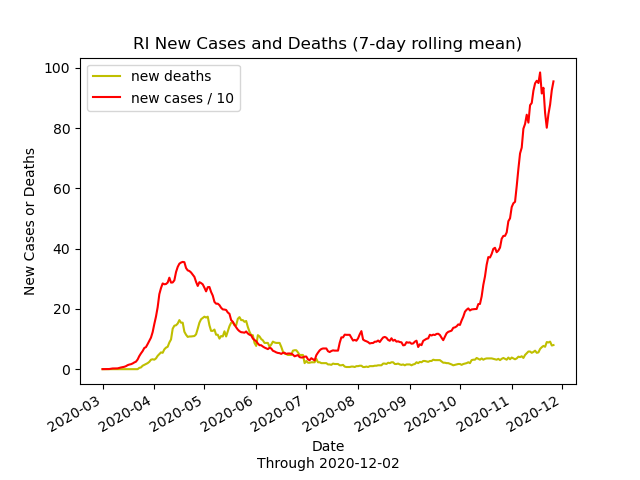 RI New Cases and Deaths (7-day rolling mean)
new deaths
new cases / 10
100
80
60
40
20
0
New Cases or Deaths
2020-03
2020-04
2020-05
2020-06
2020-07
2020-08
2020-09
2020-10
2020-11
2020-12
Date
Through 2020-12-02